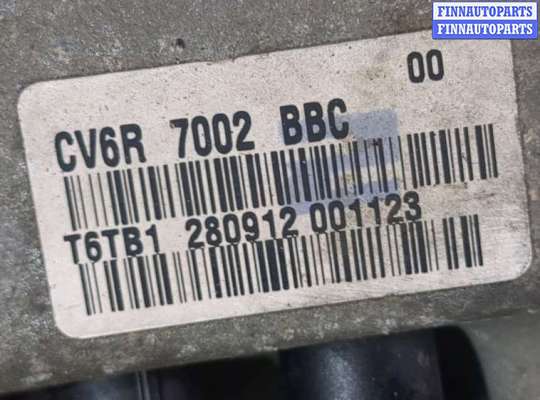 FINNAUTOPARTS
FINNAUTOPARTS
00
CV6R 7002 BBC
T6TB1 280912 001123